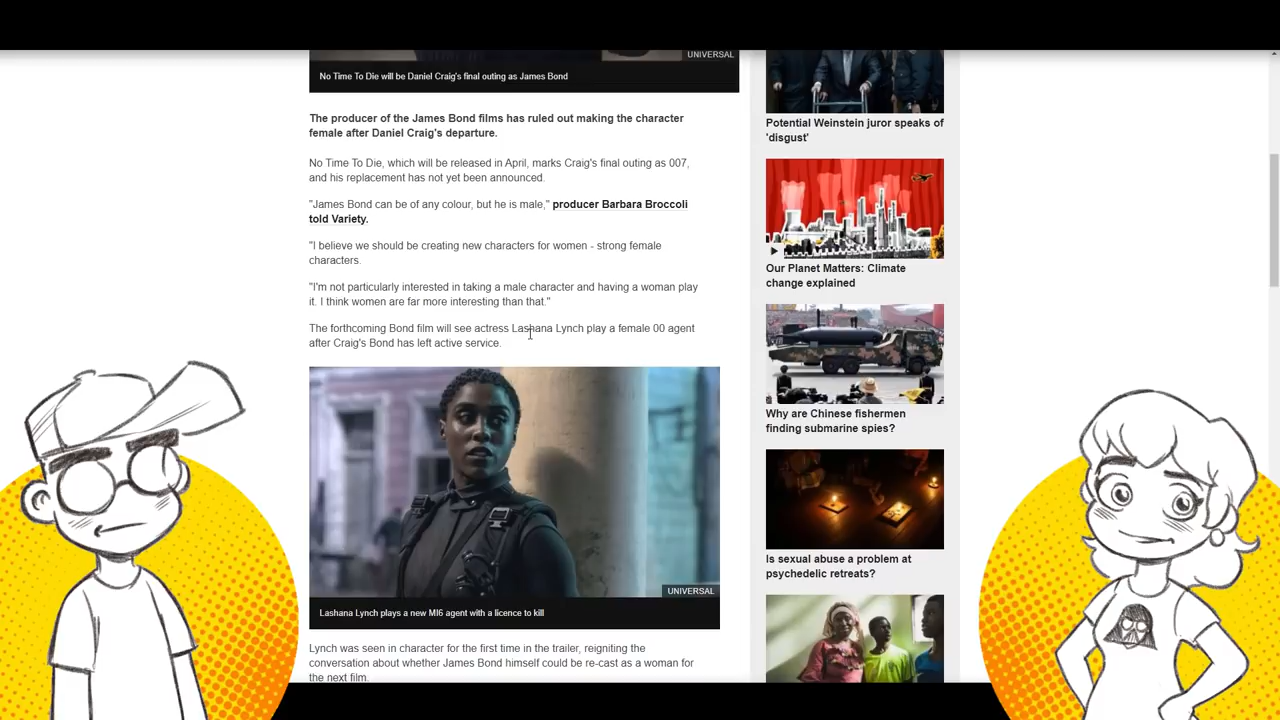 UNIVERSAL
No Time To Die will be Daniel Craig's final outing as James Bond
The producer of the James Bond films has ruled out making the character
female after Daniel Craig's departure.
No Time To Die, which will be released in April, marks Craig's final outing as 007,
and his replacement has not yet been announced.
"James Bond can be of any colour, but he is male," producer Barbara Broccoli
told Variety.
"I believe we should be creating new characters for women - strong female
characters.
"I'm not particularly interested in taking a male character and having a woman play
it. I think women are far more interesting than that."
The forthcoming Bond film will see actress Lashana Lynch play a female 00 agent
after Craig's Bond has left active service.
UNIVERSAL
Lashana Lynch plays a new MI6 agent with a licence to kill
Lynch was seen in character for the first time in the trailer, reigniting the
conversation about whether James Bond himself could be re-cast as a woman for
the next film.
Potential Weinstein juror speaks of
'disgust'
Our Planet Matters: Climate
change explained
Why are Chinese fishermen
finding submarine spies?
Is sexual abuse a problem at
psychedelic retreats?